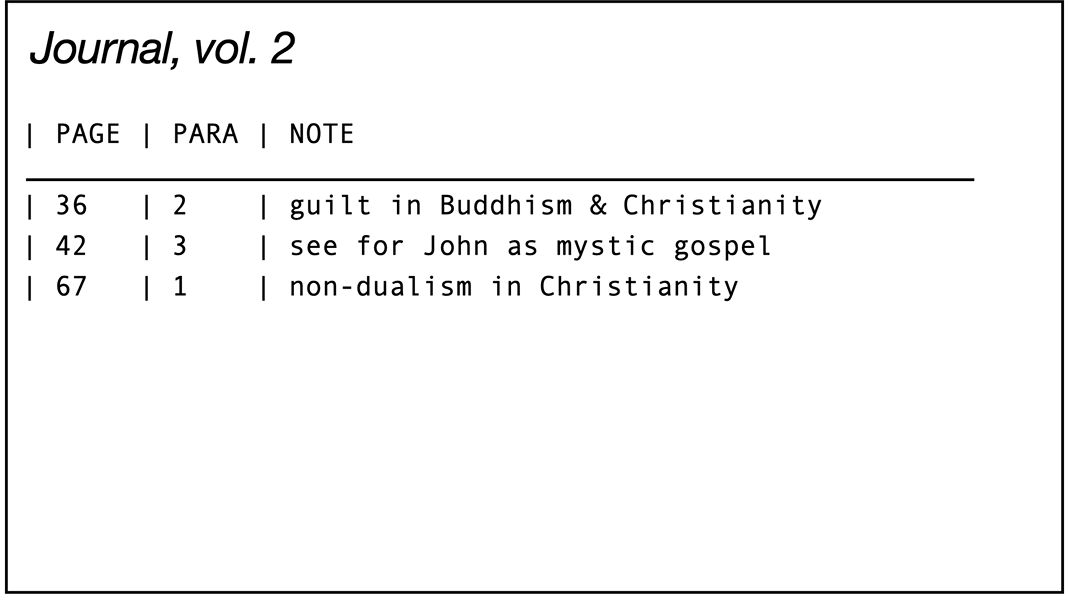 Journal, vol. 2
| PAGE | PARA | NOTE
| 36 | 2 | guilt in Buddhism & Christianity
| 42 | 3 | see for John as mystic gospel
| 67 | 1 | non-dualism in Christianity